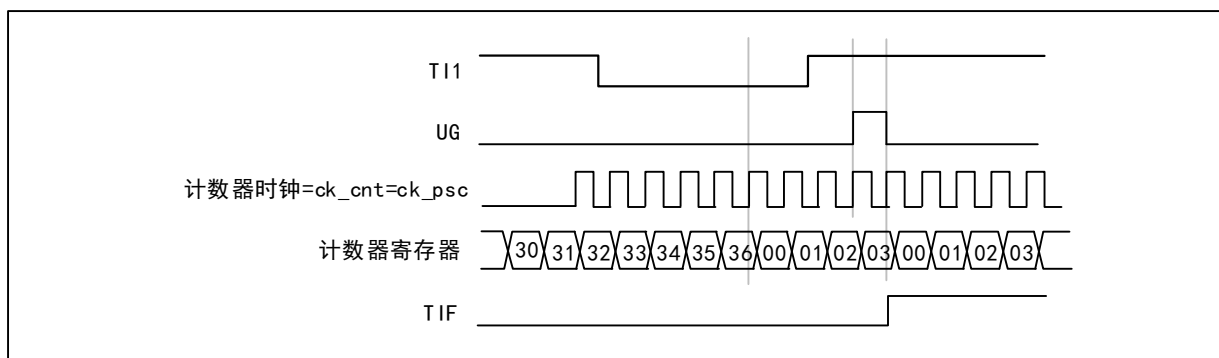 TI1
UG
计数器时钟=ck_cnt=ck_psc
计数器寄存器 30 31 32 33 34 35 36 00 01 02 03 00 01 02 03
TIF